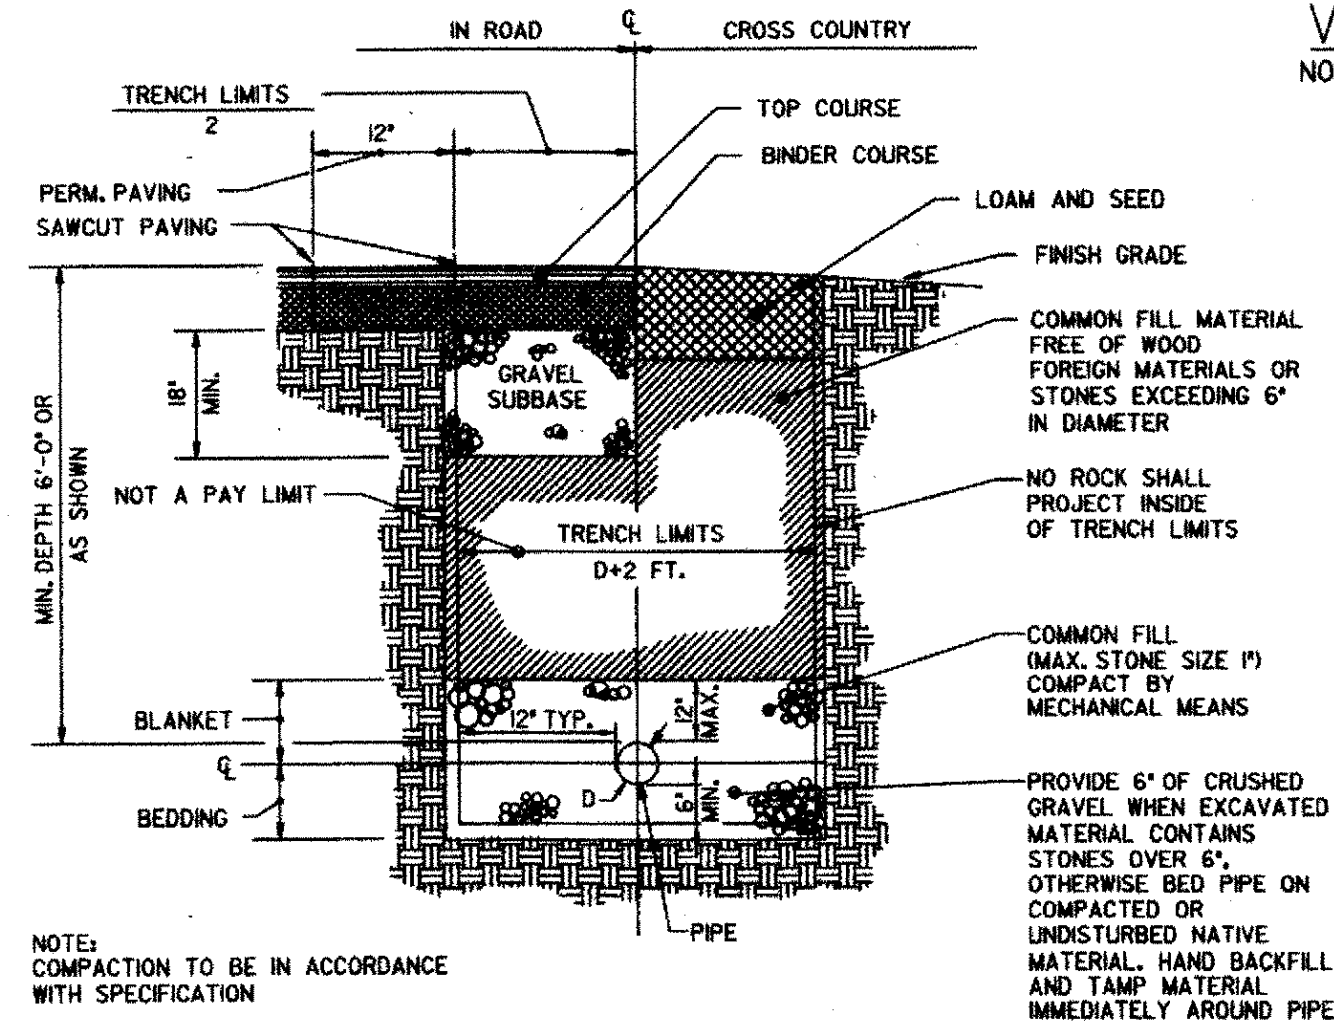 ℄
IN ROAD
CROSS COUNTRY
V
NO
TRENCH LIMITS
2
12"
TOP COURSE
BINDER COURSE
PERM. PAVING
SAWCUT PAVING
LOAM AND SEED
FINISH GRADE
COMMON FILL MATERIAL
FREE OF WOOD
FOREIGN MATERIALS OR
STONES EXCEEDING 6"
IN DIAMETER
GRAVEL
SUBBASE
18"
MIN.
MIN. DEPTH 6'-0" OR
AS SHOWN
NOT A PAY LIMIT
NO ROCK SHALL
PROJECT INSIDE
OF TRENCH LIMITS
TRENCH LIMITS
D+2 FT.
COMMON FILL
(MAX. STONE SIZE 1")
COMPACT BY
MECHANICAL MEANS
BLANKET
12" TYP.
12"
MAX.
℄
BEDDING
D
6"
MIN.
PROVIDE 6" OF CRUSHED
GRAVEL WHEN EXCAVATED
MATERIAL CONTAINS
STONES OVER 6",
OTHERWISE BED PIPE ON
COMPACTED OR
UNDISTURBED NATIVE
MATERIAL. HAND BACKFILL
AND TAMP MATERIAL
IMMEDIATELY AROUND PIPE
PIPE
NOTE:
COMPACTION TO BE IN ACCORDANCE
WITH SPECIFICATION